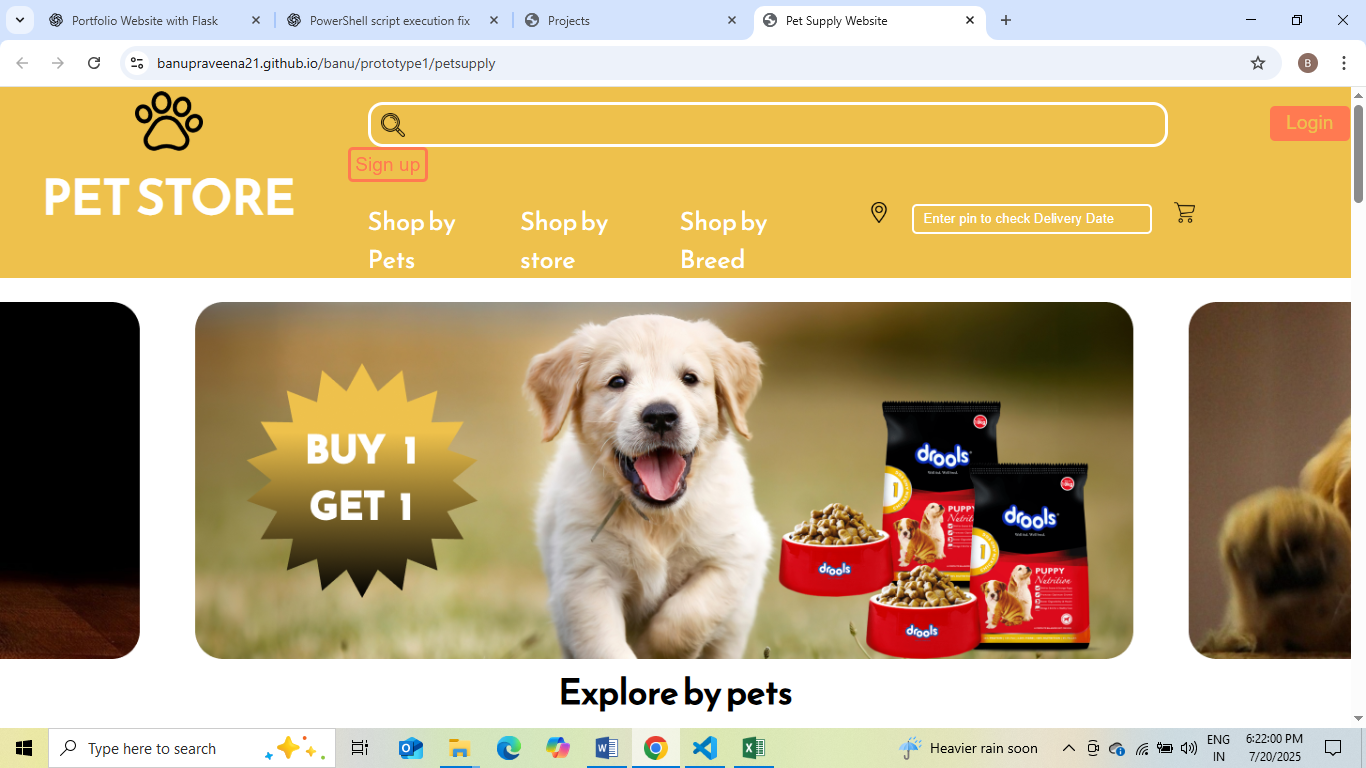 Portfolio Website with Flask
PowerShell script execution fix
Projects
Pet Supply Website
banupraveena21.github.io/banu/prototype1/petsupply
B
PET STORE
Login
Sign up
Shop by
Pets
Shop by
store
Shop by
Breed
Enter pin to check Delivery Date
BUY 1
GET 1
drools
PUPPY
Nutrition
drools
PUPPY
Nutrition
drools
drools
Explore by pets
Type here to search
Heavier rain soon
ENG
IN
6:22:00 PM
7/20/2025